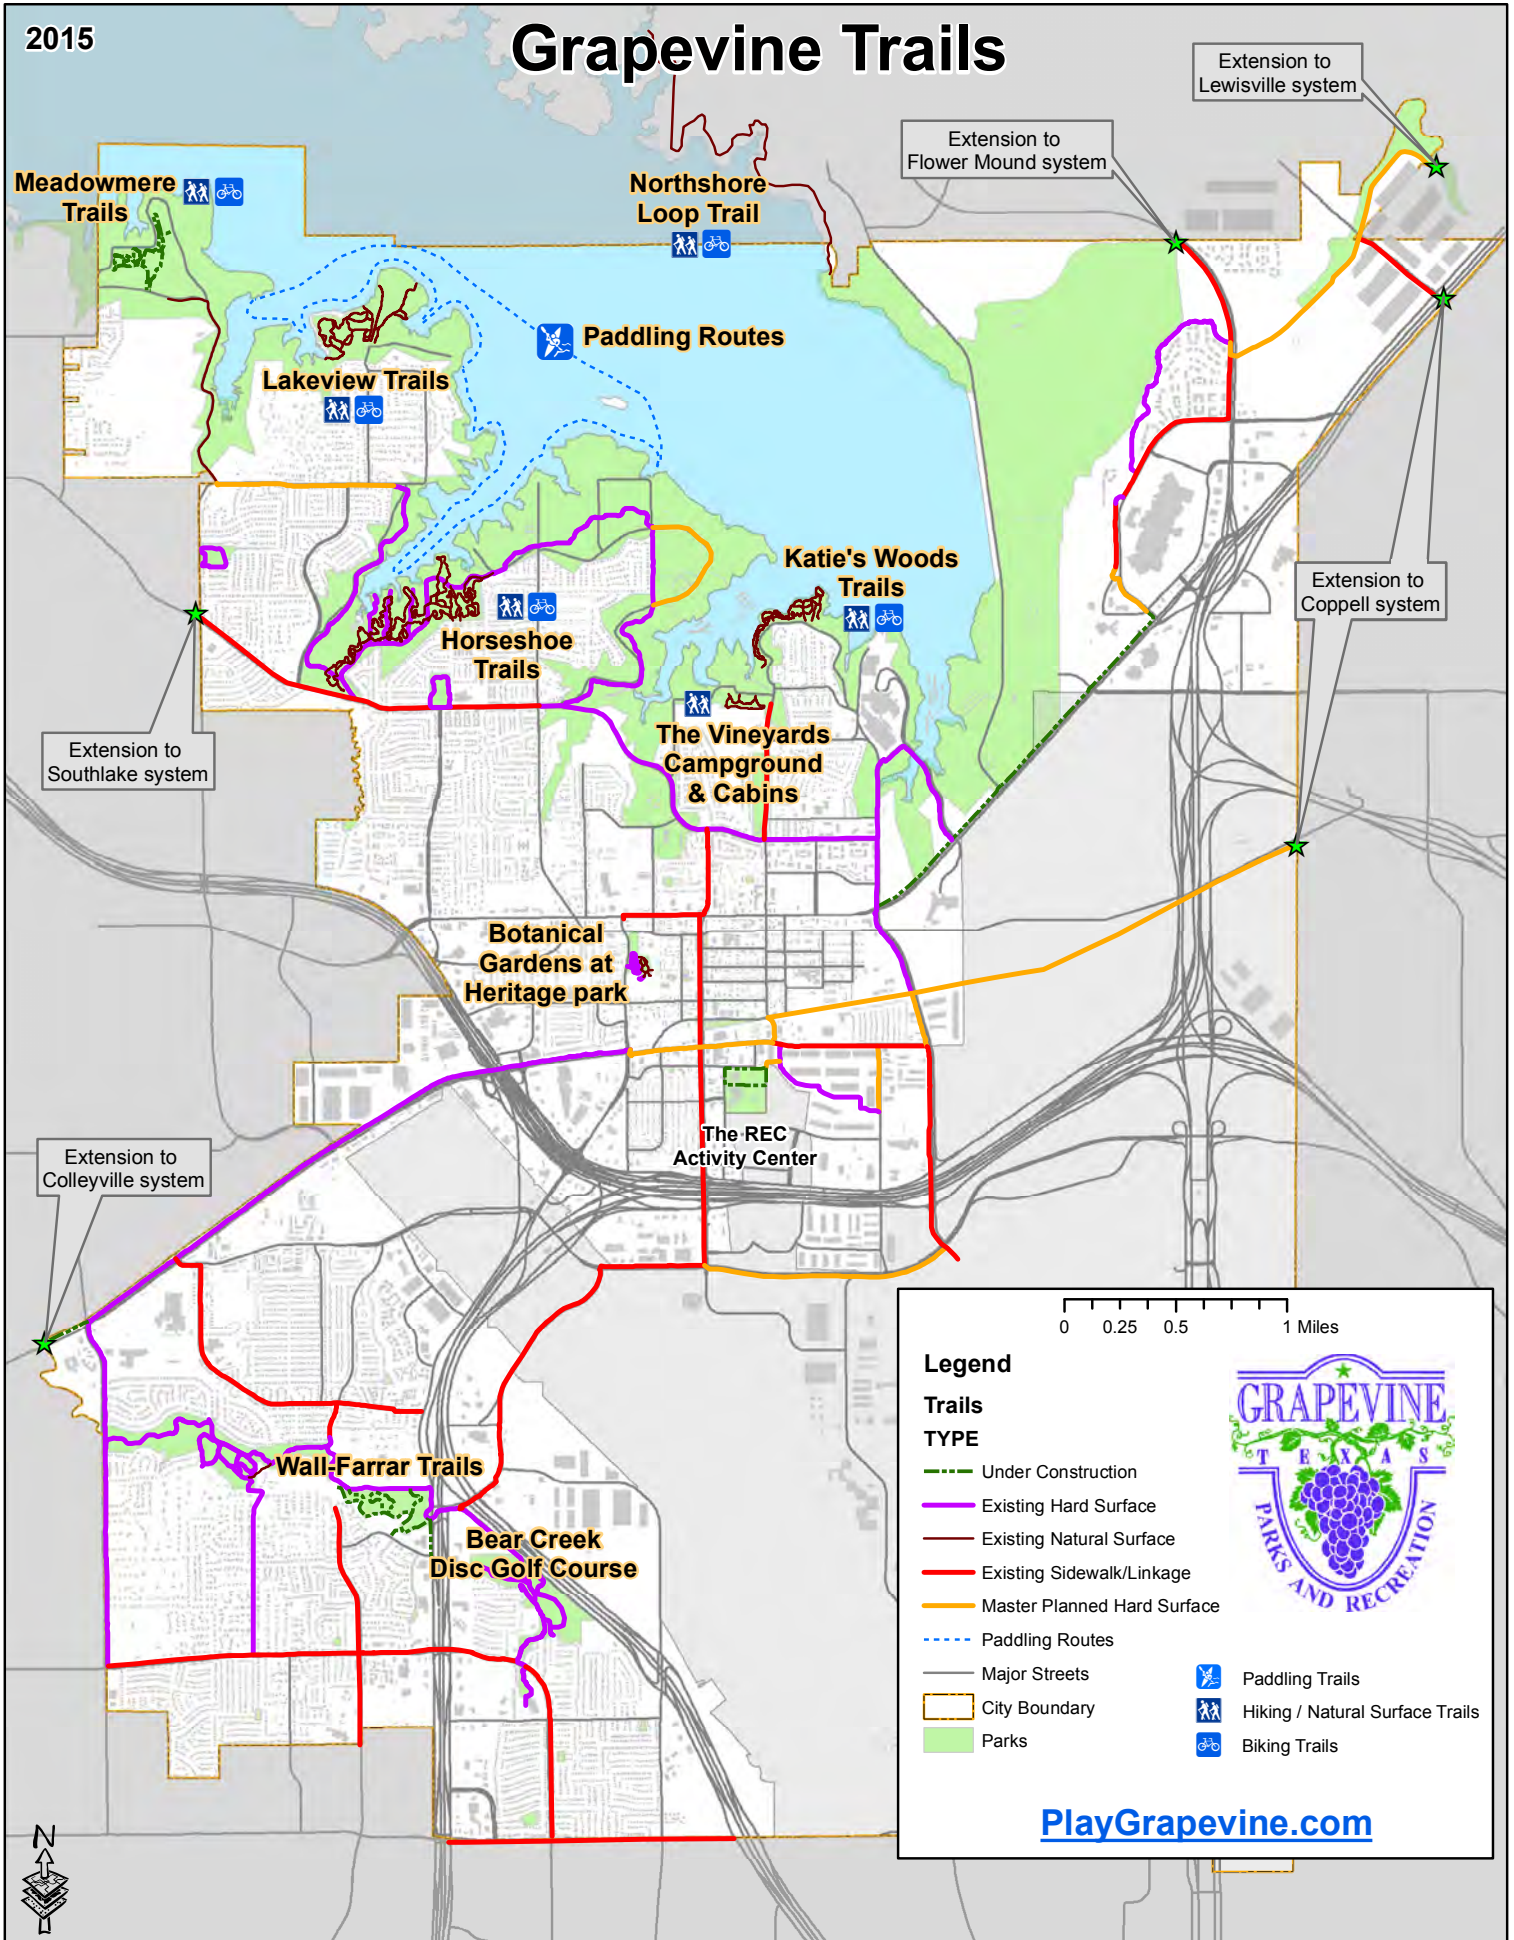 2015
Grapevine Trails
Extension to
Lewisville system
Extension to
Flower Mound system
Meadowmere
Trails
Northshore
Loop Trail
Paddling Routes
Lakeview Trails
Katie's Woods
Trails
Extension to
Coppell system
Horseshoe
Trails
The Vineyards
Campground
& Cabins
Extension to
Southlake system
Botanical
Gardens at
Heritage park
The REC
Activity Center
Extension to
Colleyville system
Wall-Farrar Trails
Bear Creek
Disc Golf Course
0 0.25 0.5 1 Miles
Legend
Trails
TYPE
Under Construction
Existing Hard Surface
Existing Natural Surface
Existing Sidewalk/Linkage
Master Planned Hard Surface
Paddling Routes
Major Streets
City Boundary
Parks
GRAPEVINE
TEXAS
PARKS AND RECREATION
Paddling Trails
Hiking / Natural Surface Trails
Biking Trails
PlayGrapevine.com
N